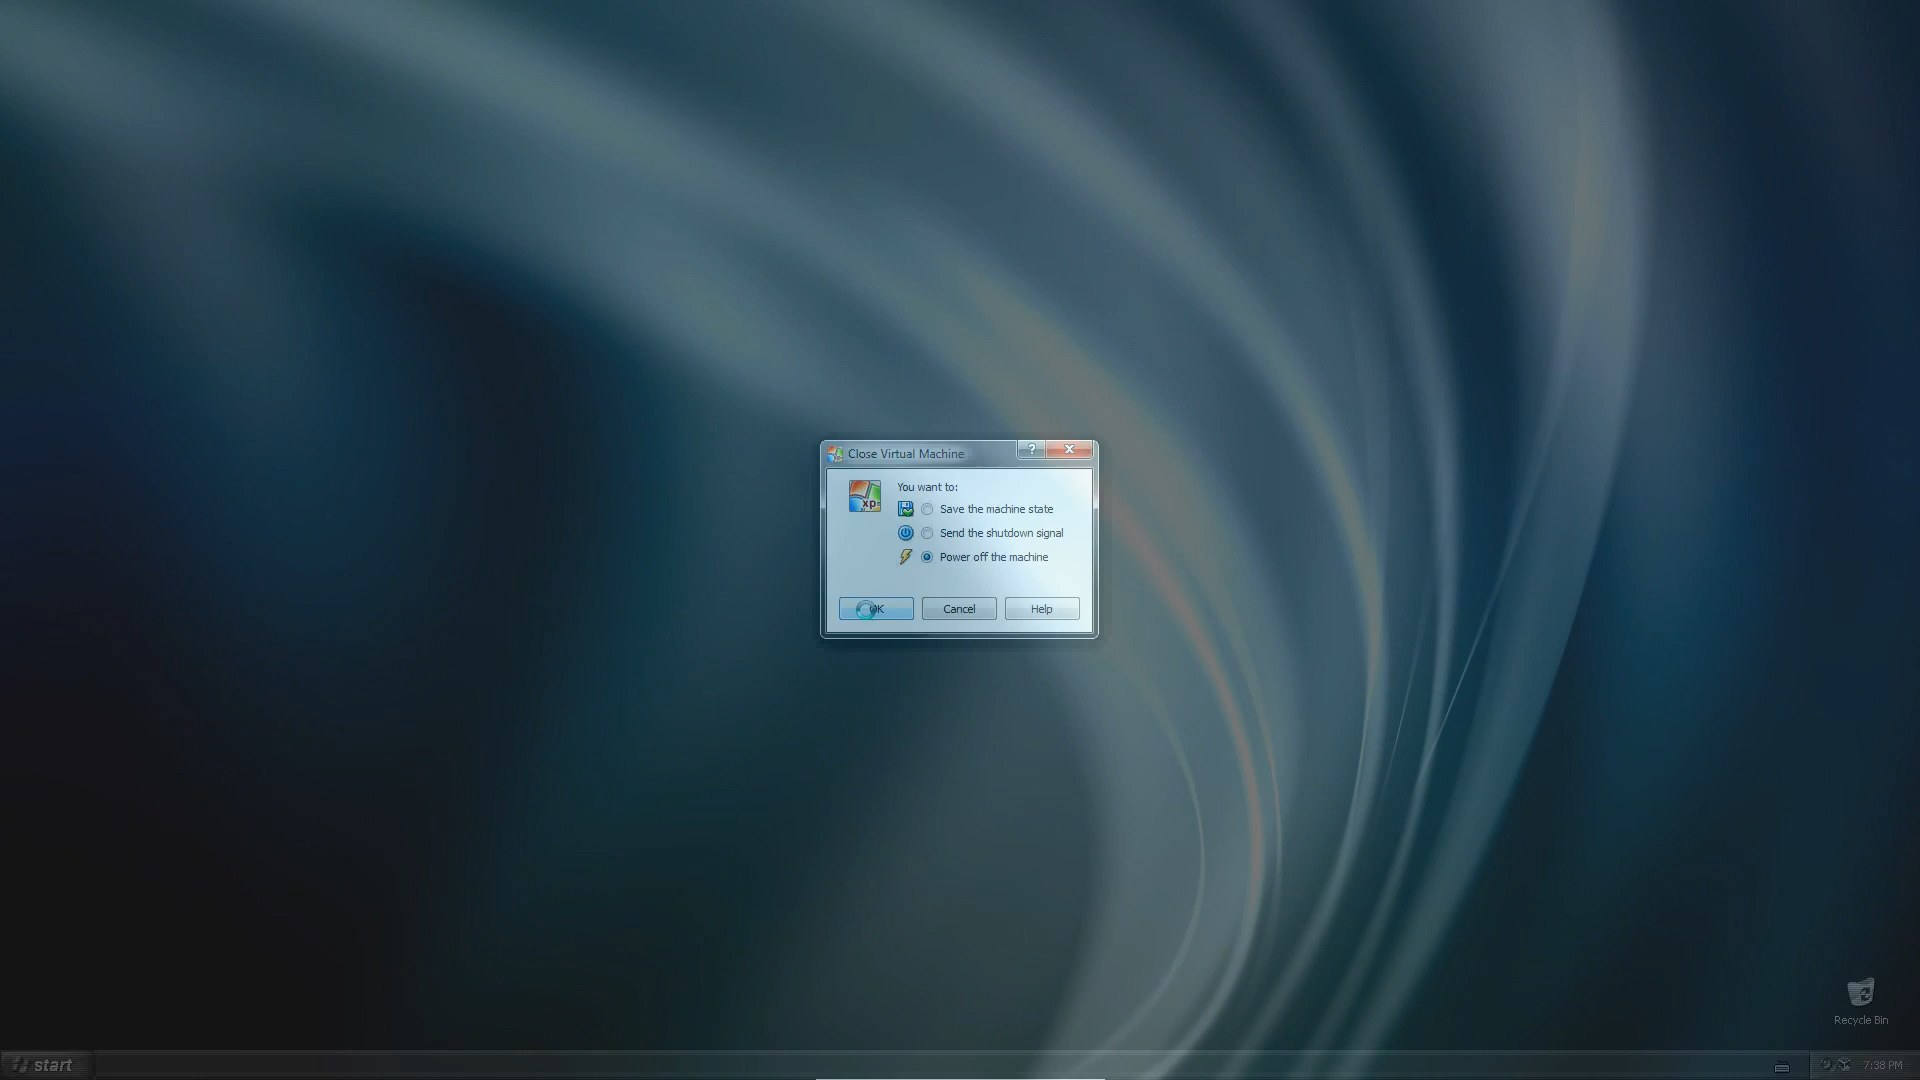 Close Virtual Machine
?
xp
You want to:
Save the machine state
Send the shutdown signal
Power off the machine
OK
Cancel
Help
Recycle Bin
start
7:38 PM